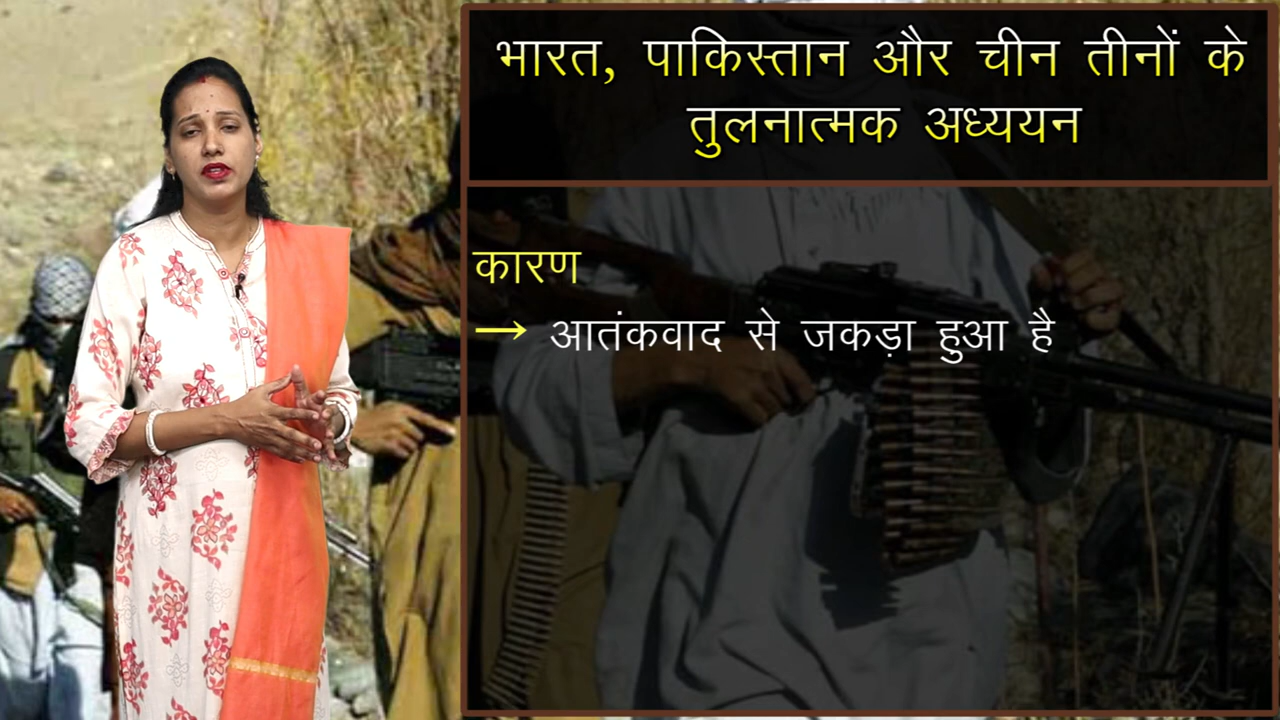 भारत, पाकिस्तान और चीन तीनों के
तुलनात्मक अध्ययन
कारण
→ आतंकवाद से जकड़ा हुआ है